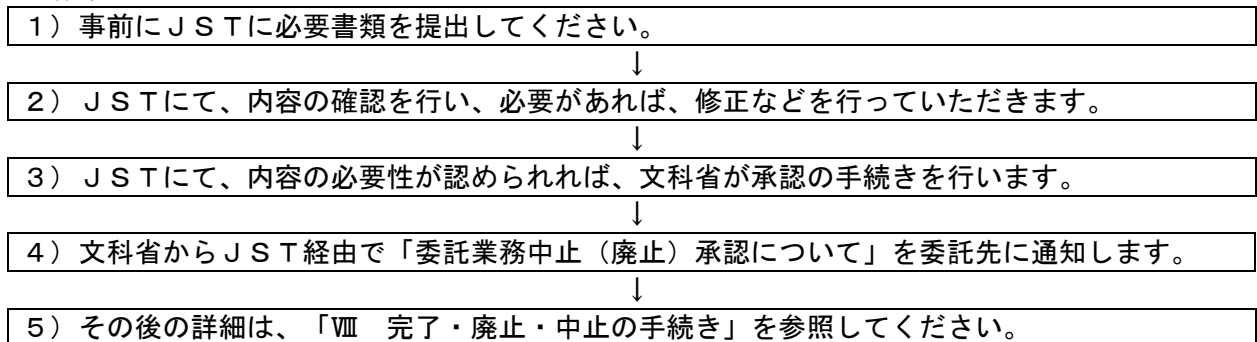 1）事前にJSTに必要書類を提出してください。
↓
2）JSTにて、内容の確認を行い、必要があれば、修正などを行っていただきます。
↓
3）JSTにて、内容の必要性が認められれば、文科省が承認の手続きを行います。
↓
4）文科省からJST経由で「委託業務中止（廃止）承認について」を委託先に通知します。
↓
5）その後の詳細は、「Ⅷ　完了・廃止・中止の手続き」を参照してください。